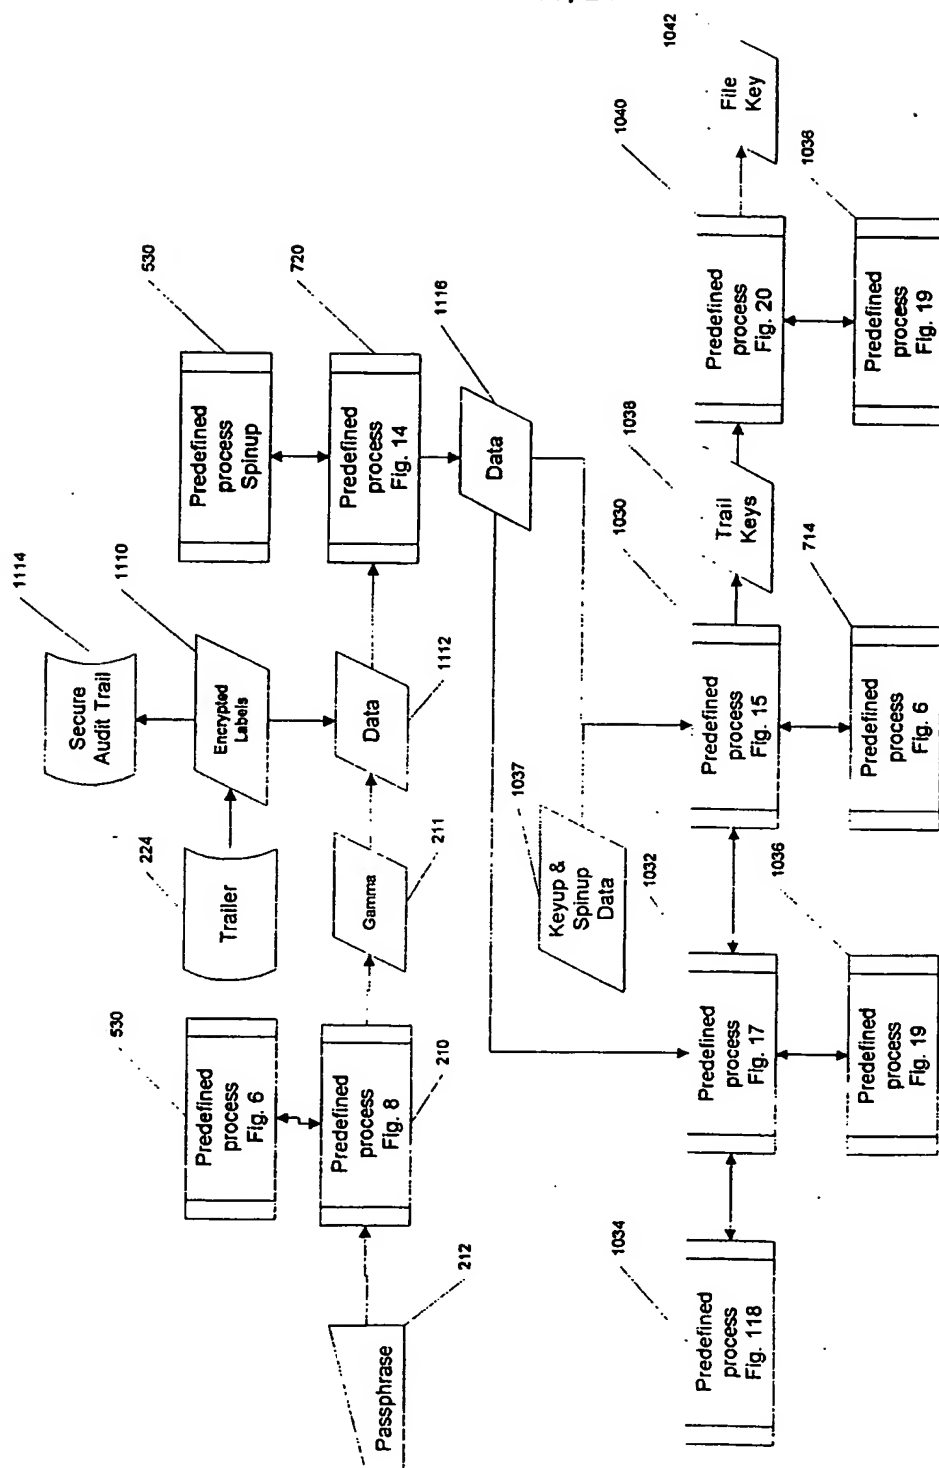 1114
Secure
Audit Trail
530
224
1110
530
Predefined
process
Fig. 6
Trailer
Encrypted
Labels
Predefined
process
Spinup
Passphrase
212
Predefined
process
Fig. 8
210
Gamma
211
Data
1112
Predefined
process
Fig. 14
720
Data
1116
1037
Keyup &
Spinup
Data
1034
1032
1030
1038
1040
1042
Predefined
process
Fig. 118
Predefined
process
Fig. 17
Predefined
process
Fig. 15
Trail
Keys
Predefined
process
Fig. 20
File
Key
1036
714
1036
Predefined
process
Fig. 19
Predefined
process
Fig. 6
Predefined
process
Fig. 19